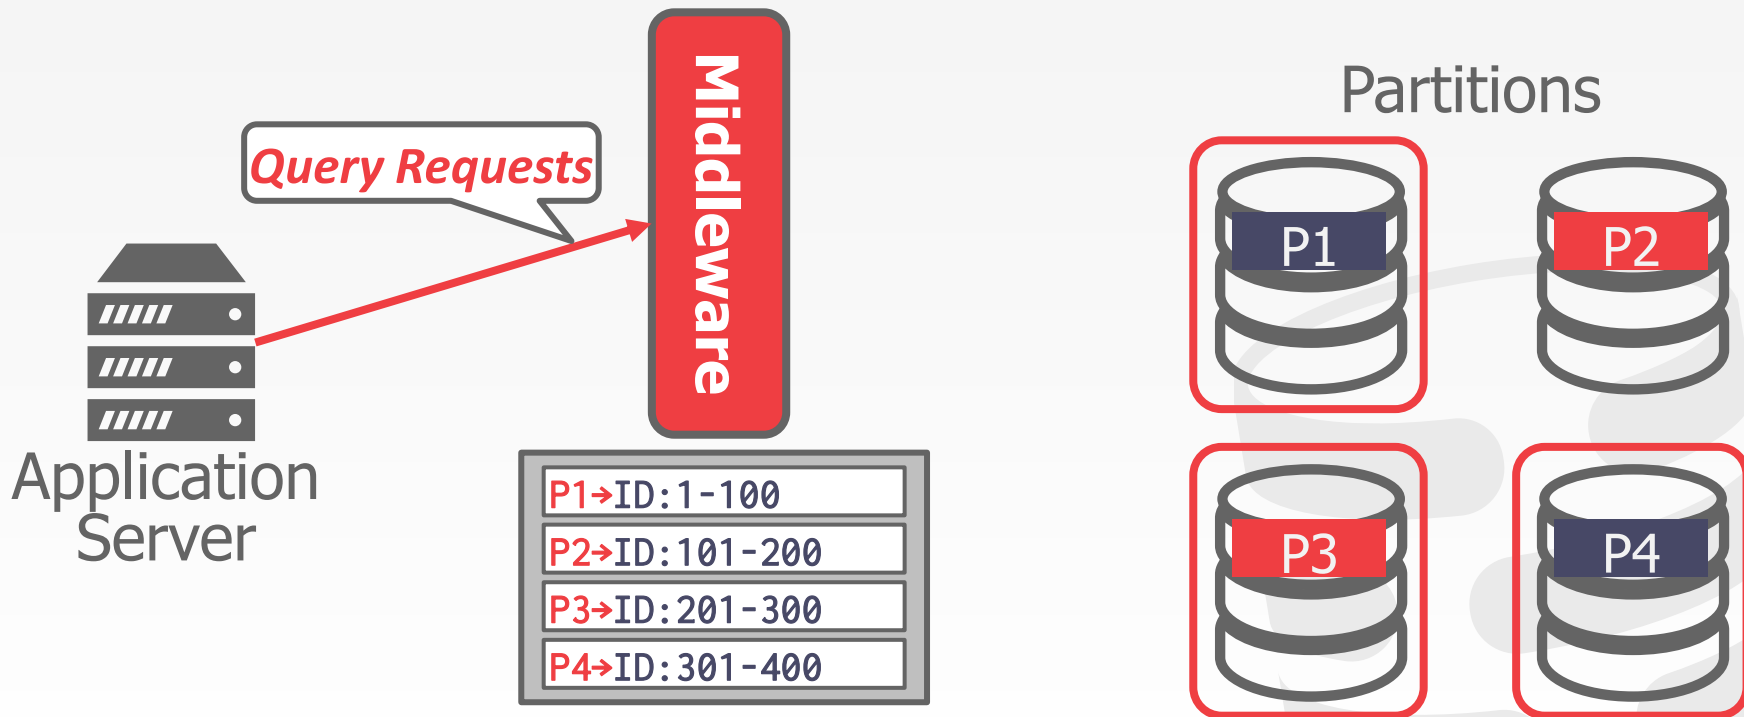 Middleware
Partitions
Query Requests
P1
P2
Application
Server
P1→ID:1-100
P2→ID:101-200
P3→ID:201-300
P4→ID:301-400
P3
P4